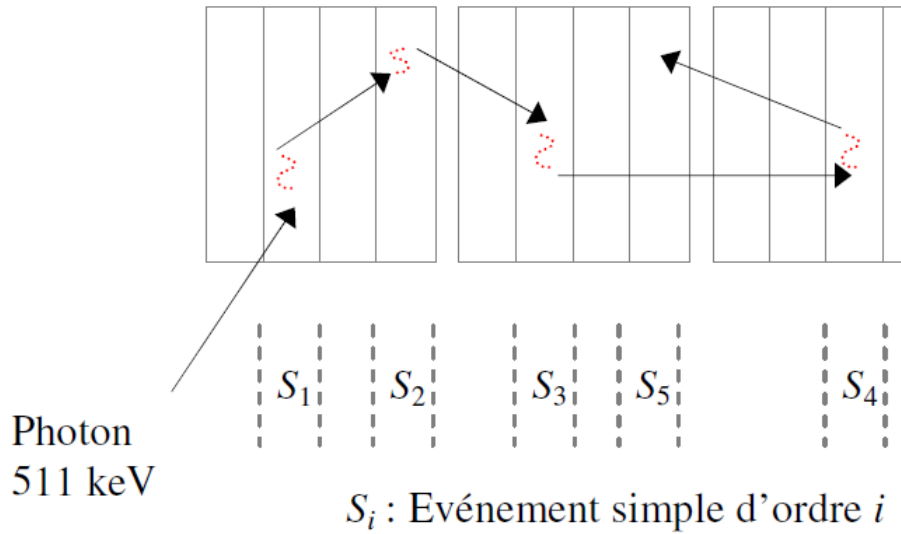 S₁ S₂ S₃ S₅ S₄
Photon
511 keV
Sᵢ : Evénement simple d’ordre i